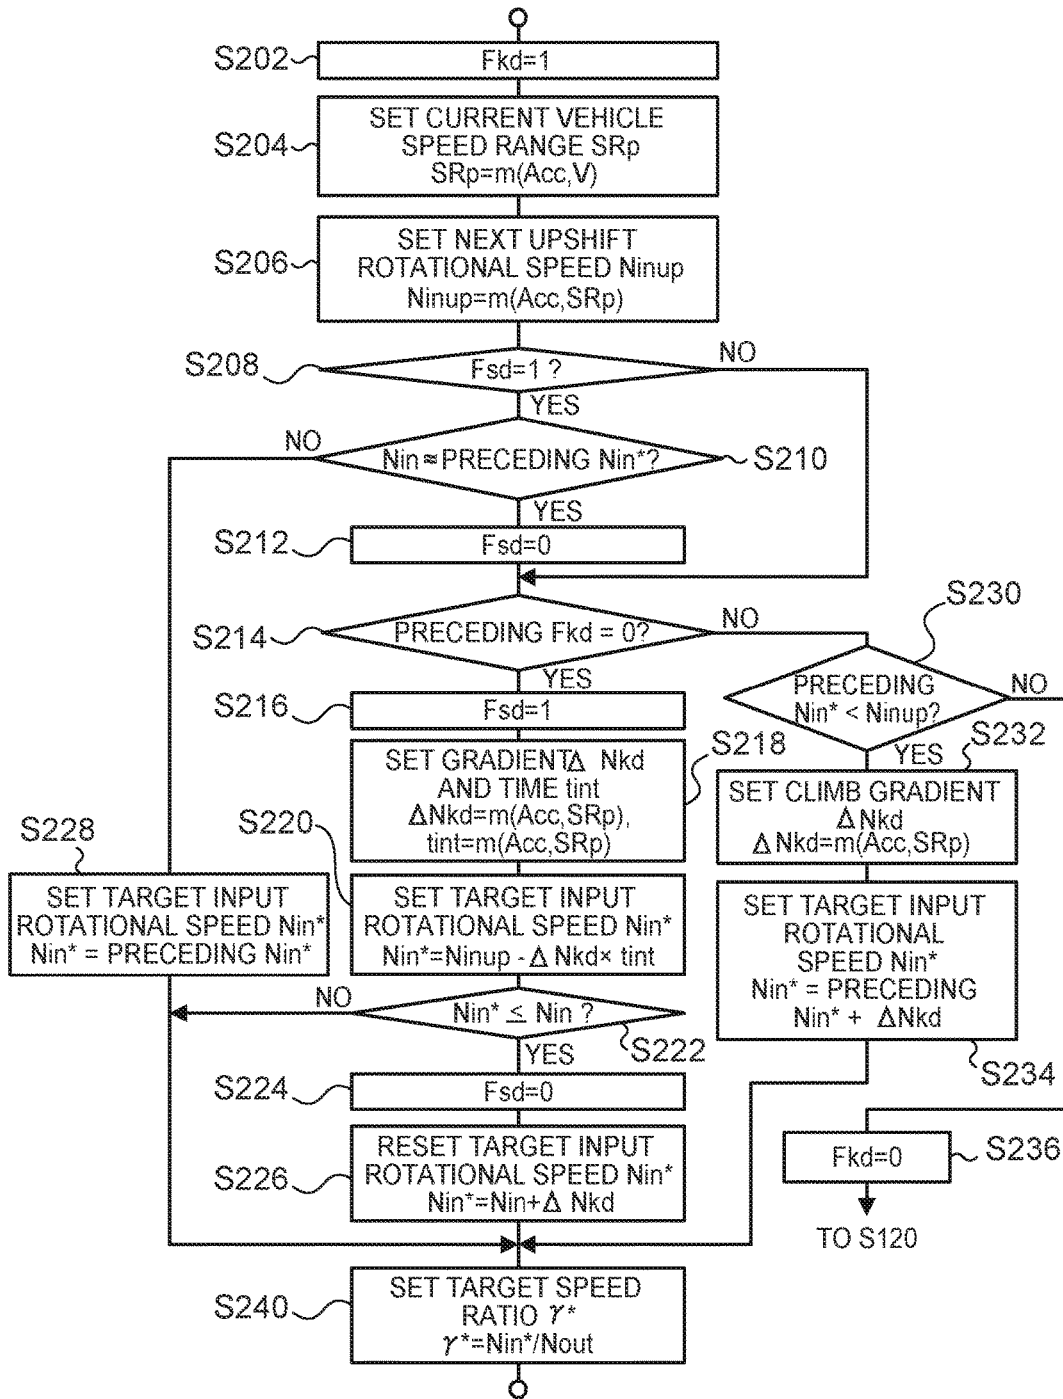 S202
Fkd=1
S204
SET CURRENT VEHICLE
SPEED RANGE SRp
SRp=m(Acc,V)
S206
SET NEXT UPSHIFT
ROTATIONAL SPEED Ninup
Ninup=m(Acc,SRp)
S208
Fsd=1 ?
NO
YES
NO
Nin≈PRECEDING Nin*?
S210
YES
S212
Fsd=0
S214
PRECEDING Fkd = 0?
NO
YES
S230
PRECEDING
Nin* < Ninup?
NO
YES
S216
Fsd=1
S218
SET GRADIENTΔ Nkd
AND TIME tint
ΔNkd=m(Acc,SRp),
tint=m(Acc,SRp)
S232
SET CLIMB GRADIENT
ΔNkd
ΔNkd=m(Acc,SRp)
S228
SET TARGET INPUT
ROTATIONAL SPEED Nin*
Nin* = PRECEDING Nin*
S220
SET TARGET INPUT
ROTATIONAL SPEED Nin*
Nin*=Ninup - ΔNkd× tint
SET TARGET INPUT
ROTATIONAL
SPEED Nin*
Nin* = PRECEDING
Nin* + ΔNkd
S234
NO
Nin* ≤ Nin ?
S222
YES
S224
Fsd=0
S226
RESET TARGET INPUT
ROTATIONAL SPEED Nin*
Nin*=Nin+Δ Nkd
Fkd=0
S236
TO S120
S240
SET TARGET SPEED
RATIO γ*
γ*=Nin*/Nout